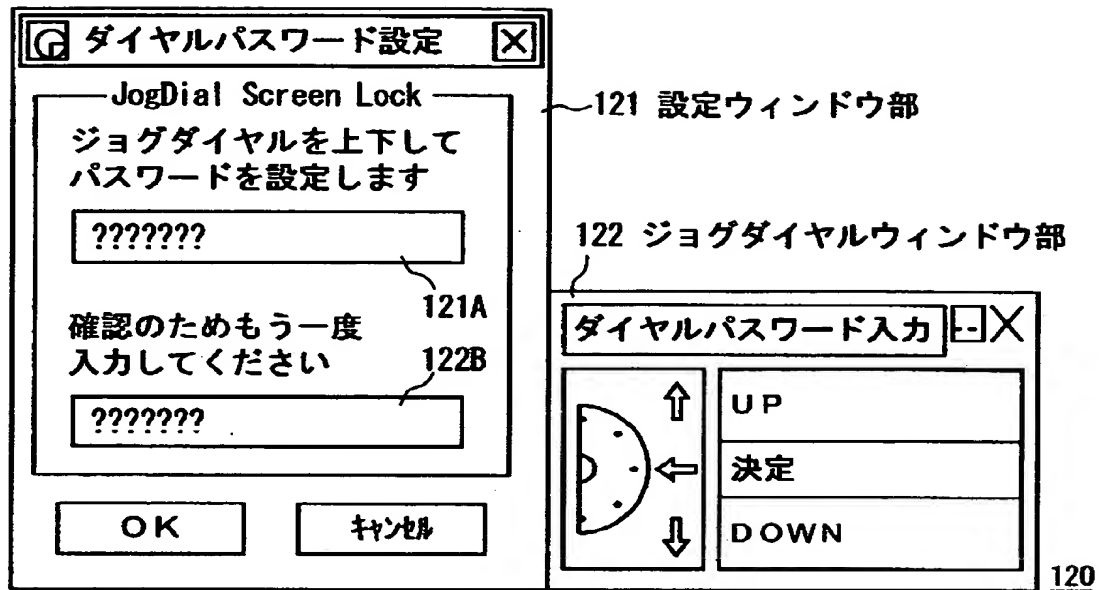 ダイヤルパスワード設定
JogDial Screen Lock
ジョグダイヤルを上下して
パスワードを設定します
???????
121A
確認のためもう一度
入力してください
122B
???????
OK
キャンセル
121 設定ウィンドウ部
122 ジョグダイヤルウィンドウ部
ダイヤルパスワード入力
UP
決定
DOWN
120